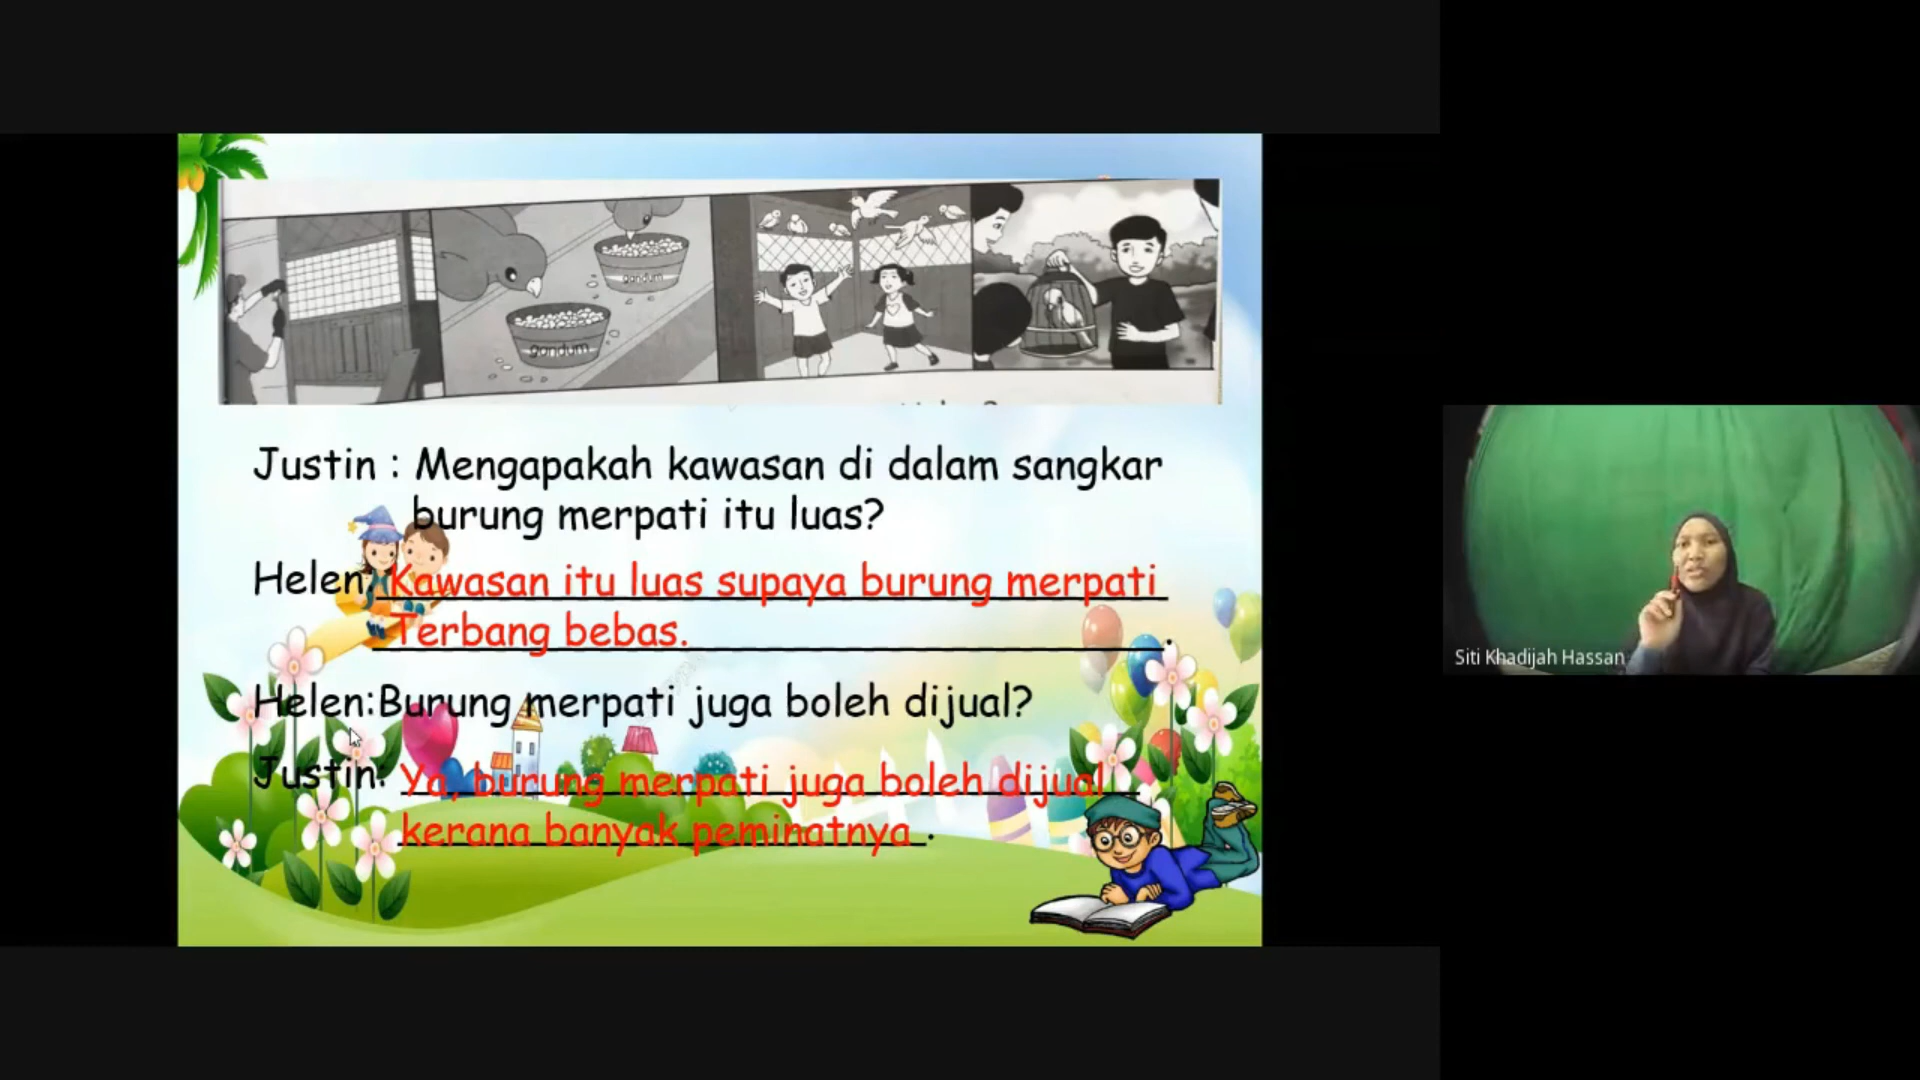 gandum
gandum
Justin : Mengapakah kawasan di dalam sangkar
burung merpati itu luas?
Helen: Kawasan itu luas supaya burung merpati
Terbang bebas.
Helen:Burung merpati juga boleh dijual?
Justin: Ya, burung merpati juga boleh dijual
kerana banyak peminatnya .
Siti Khadijah Hassan